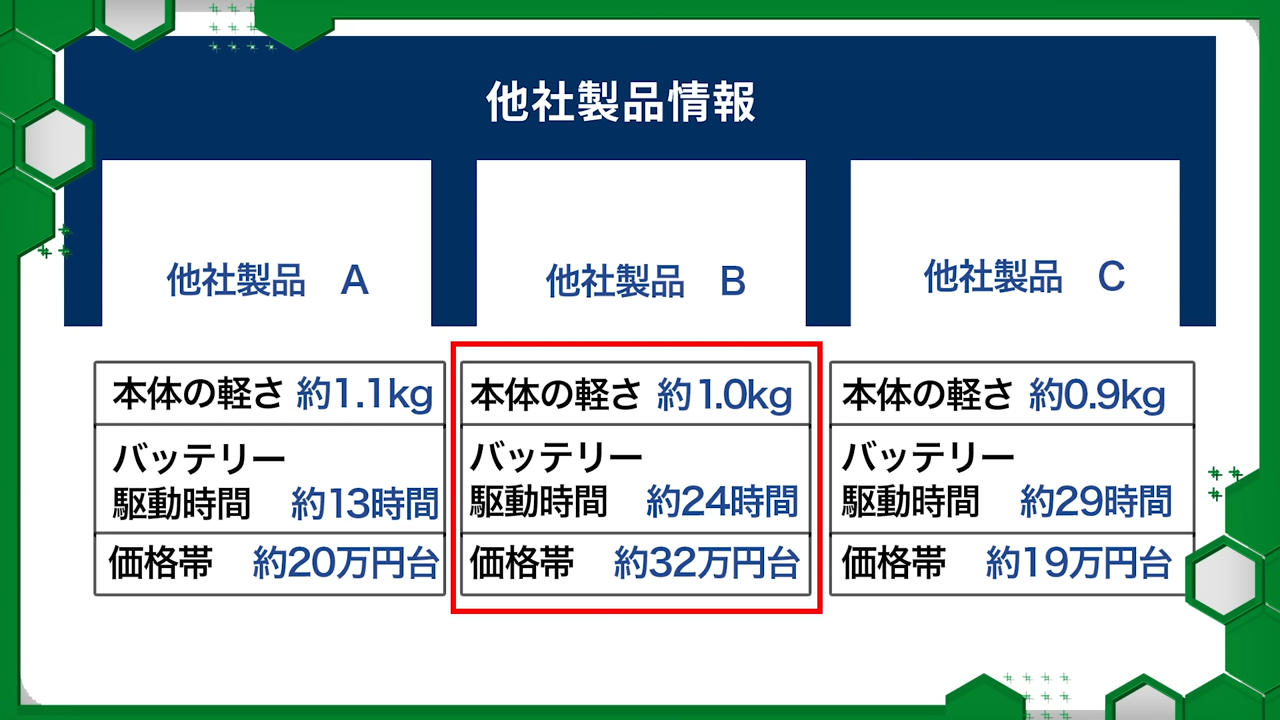 他社製品情報
他社製品 A
他社製品 B
他社製品 C
本体の軽さ 約1.1kg
バッテリー
駆動時間 約13時間
価格帯 約20万円台
本体の軽さ 約1.0kg
バッテリー
駆動時間 約24時間
価格帯 約32万円台
本体の軽さ 約0.9kg
バッテリー
駆動時間 約29時間
価格帯 約19万円台